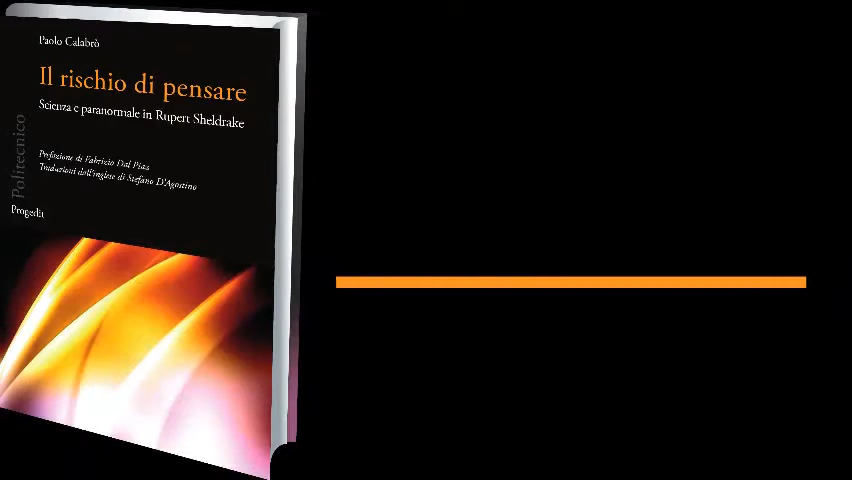 Paolo Calabrò
Il rischio di pensare
Scienza e paranormale in Rupert Sheldrake
Prefazione di Fabrizio Dal Piaz
Traduzioni dall'inglese di Stefano D'Agostino
Politecnico
Progedit